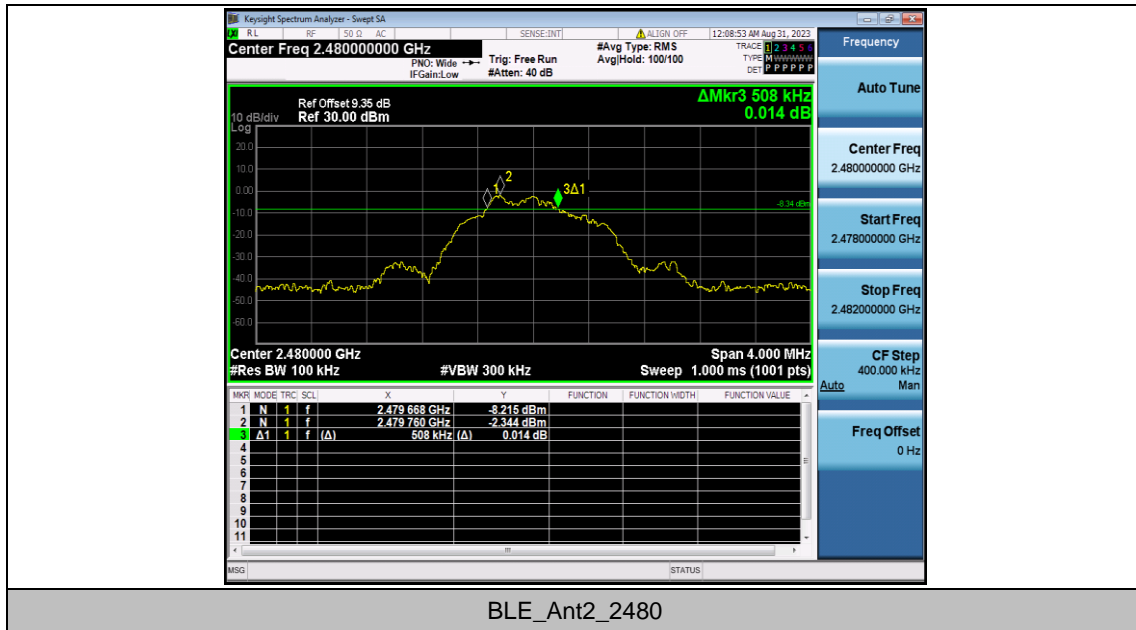 Keysight Spectrum Analyzer - Swept SA
RL RF 50 Ω AC SENSE:INT ALIGN OFF 12:08:53 AM Aug 31, 2023
Center Freq 2.480000000 GHz
PNO: Wide
IFGain:Low
Trig: Free Run
#Atten: 40 dB
#Avg Type: RMS
Avg|Hold: 100/100
TRACE 1 2 3 4 5 6
TYPE M WWWWW
DET P P P P P P
Frequency
Auto Tune
Center Freq
2.480000000 GHz
Start Freq
2.478000000 GHz
Stop Freq
2.482000000 GHz
CF Step
400.000 kHz
Auto Man
Freq Offset
0 Hz
ΔMkr3 508 kHz
0.014 dB
Ref Offset 9.35 dB
10 dB/div Ref 30.00 dBm
Log
20.0
10.0
0.00
-10.0
-20.0
-30.0
-40.0
-50.0
-60.0
1
2
3Δ1
-8.34 dBm
Center 2.480000 GHz Span 4.000 MHz
#Res BW 100 kHz #VBW 300 kHz Sweep 1.000 ms (1001 pts)
MKR MODE TRC SCL X Y FUNCTION FUNCTION WIDTH FUNCTION VALUE
1 N 1 f 2.479 668 GHz -8.215 dBm
2 N 1 f 2.479 760 GHz -2.344 dBm
3 Δ1 1 f (Δ) 508 kHz (Δ) 0.014 dB
4
5
6
7
8
9
10
11
MSG STATUS
BLE_Ant2_2480